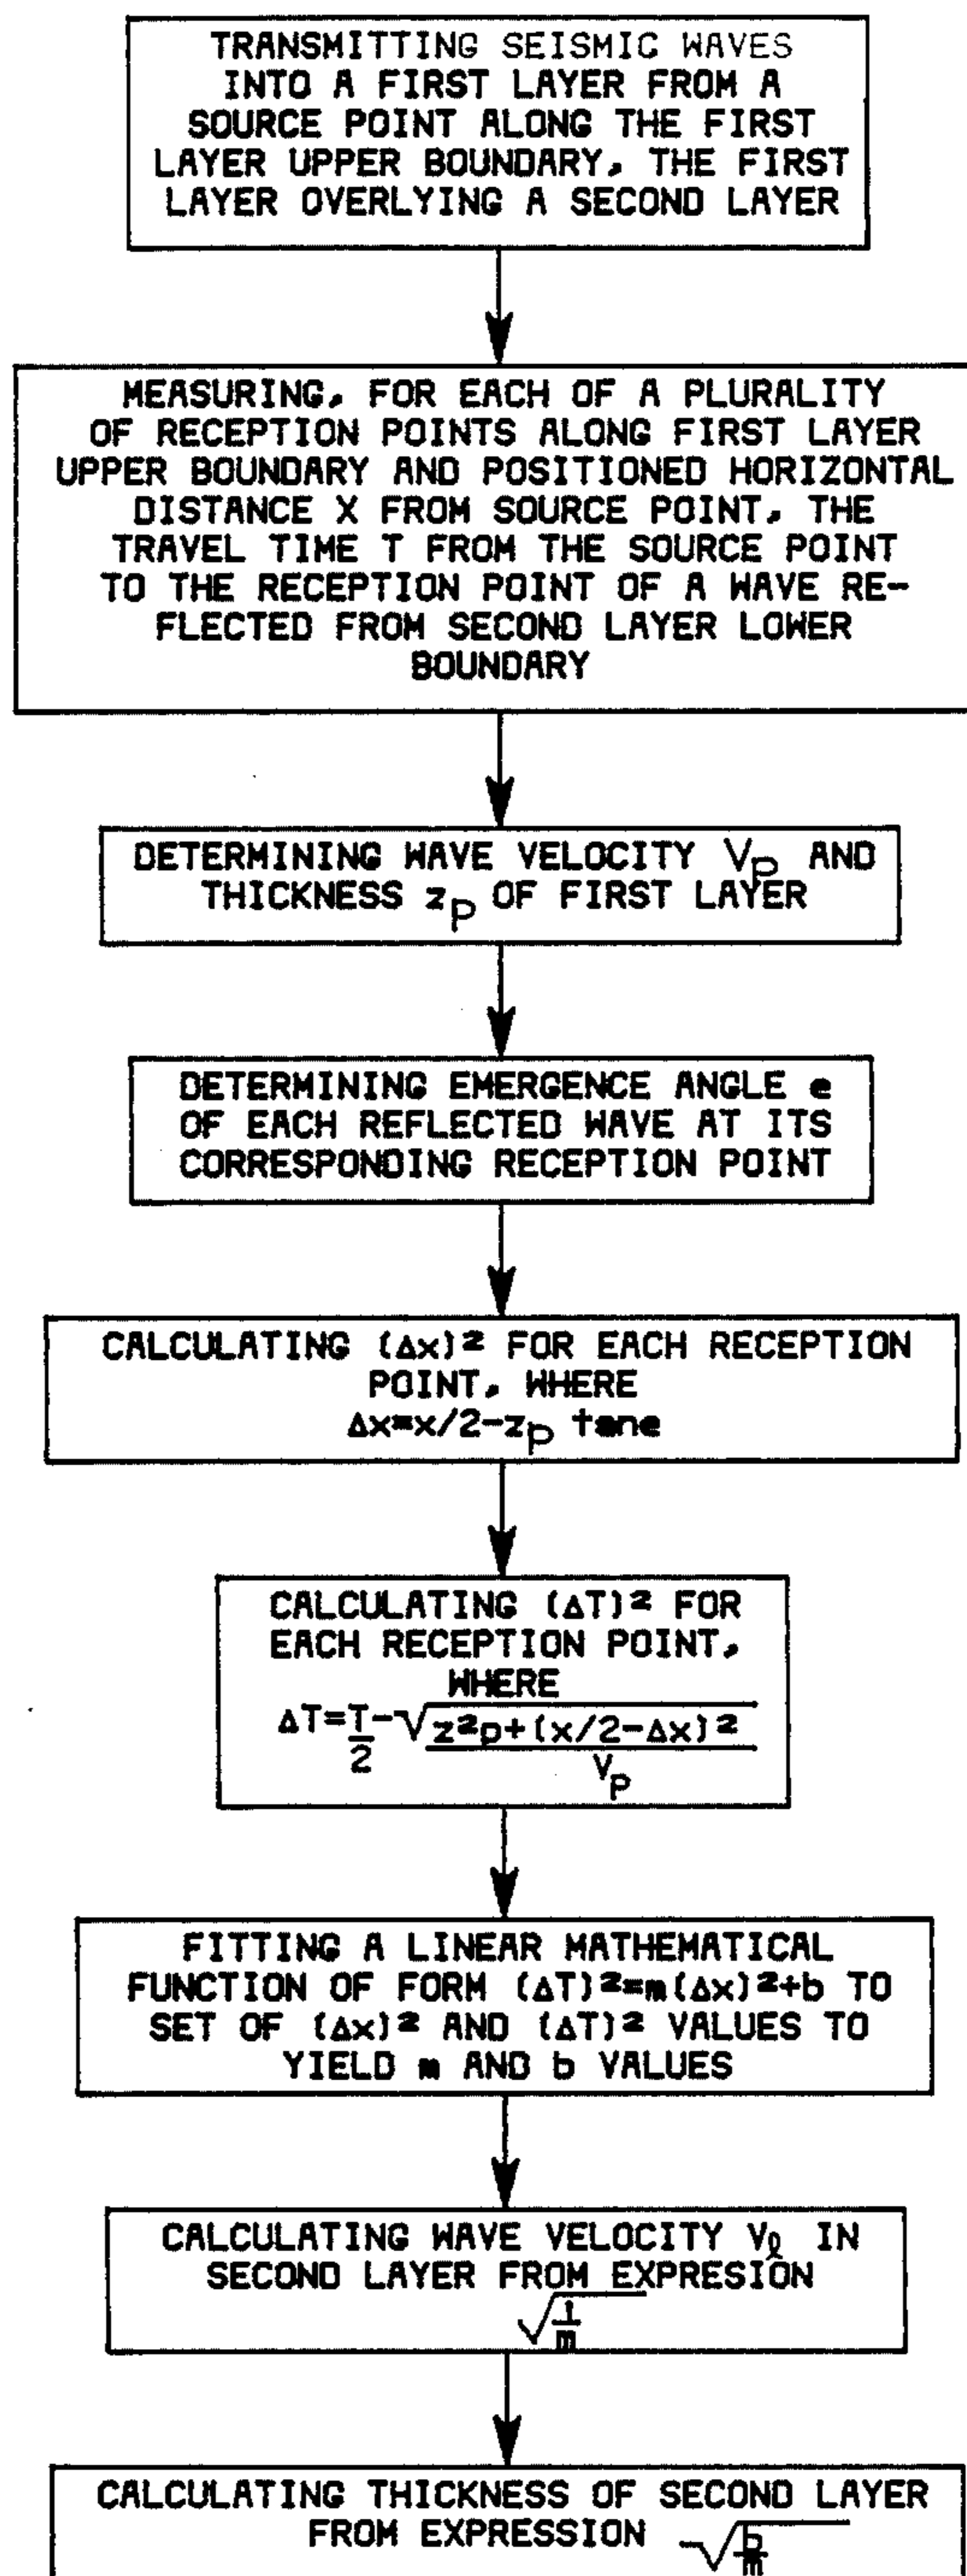 TRANSMITTING SEISMIC WAVES
INTO A FIRST LAYER FROM A
SOURCE POINT ALONG THE FIRST
LAYER UPPER BOUNDARY, THE FIRST
LAYER OVERLYING A SECOND LAYER
MEASURING, FOR EACH OF A PLURALITY
OF RECEPTION POINTS ALONG FIRST LAYER
UPPER BOUNDARY AND POSITIONED HORIZONTAL
DISTANCE X FROM SOURCE POINT, THE
TRAVEL TIME T FROM THE SOURCE POINT
TO THE RECEPTION POINT OF A WAVE RE-
FLECTED FROM SECOND LAYER LOWER
BOUNDARY
DETERMINING WAVE VELOCITY Vp AND
THICKNESS zp OF FIRST LAYER
DETERMINING EMERGENCE ANGLE e
OF EACH REFLECTED WAVE AT ITS
CORRESPONDING RECEPTION POINT
CALCULATING (Δx)² FOR EACH RECEPTION
POINT, WHERE
Δx=x/2-zp tane
CALCULATING (ΔT)² FOR
EACH RECEPTION POINT,
WHERE
ΔT=T/2-√z²p+(x/2-Δx)²/Vp
FITTING A LINEAR MATHEMATICAL
FUNCTION OF FORM (ΔT)²=m(Δx)²+b TO
SET OF (Δx)² AND (ΔT)² VALUES TO
YIELD m AND b VALUES
CALCULATING WAVE VELOCITY Vℓ IN
SECOND LAYER FROM EXPRESION
√1/m
CALCULATING THICKNESS OF SECOND LAYER
FROM EXPRESSION √b/m